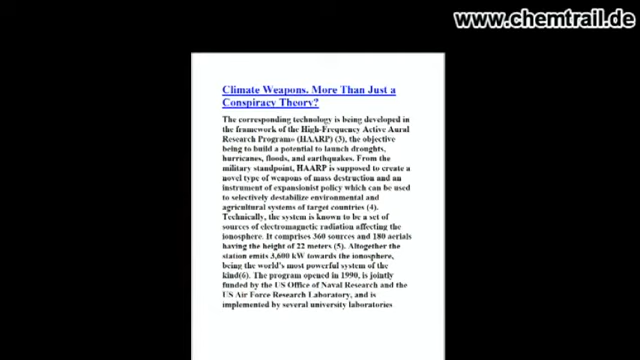 www.chemtrail.de
Climate Weapons. More Than Just a
Conspiracy Theory?
The corresponding technology is being developed in
the framework of the High-Frequency Active Aural
Research Program« (HAARP) (3), the objective
being to build a potential to launch droughts,
hurricanes, floods, and earthquakes. From the
military standpoint, HAARP is supposed to create a
novel type of weapons of mass destruction and an
instrument of expansionist policy which can be used
to selectively destabilize environmental and
agricultural systems of target countries (4).
Technically, the system is known to be a set of
sources of electromagnetic radiation affecting the
ionosphere. It comprises 360 sources and 180 aerials
having the height of 22 meters (5). Altogether the
station emits 3,600 kW towards the ionosphere,
being the world's most powerful system of the
kind(6). The program opened in 1990, is jointly
funded by the US Office of Naval Research and the
US Air Force Research Laboratory, and is
implemented by several university laboratories